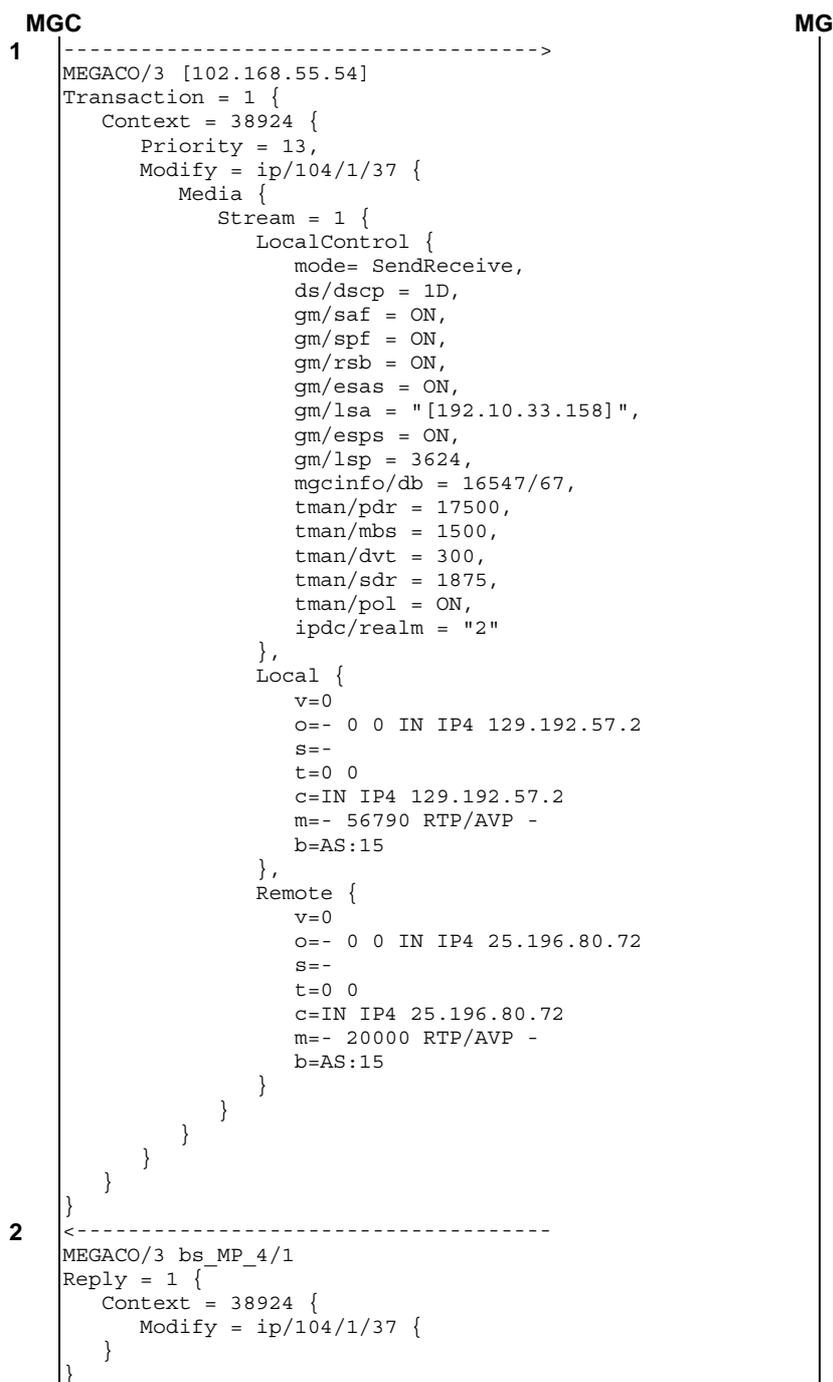 MGC MG
1 ------------------------------------->
MEGACO/3 [102.168.55.54]
Transaction = 1 {
   Context = 38924 {
      Priority = 13,
      Modify = ip/104/1/37 {
         Media {
            Stream = 1 {
               LocalControl {
                  mode= SendReceive,
                  ds/dscp = 1D,
                  gm/saf = ON,
                  gm/spf = ON,
                  gm/rsb = ON,
                  gm/esas = ON,
                  gm/lsa = "[192.10.33.158]",
                  gm/esps = ON,
                  gm/lsp = 3624,
                  mgcinfo/db = 16547/67,
                  tman/pdr = 17500,
                  tman/mbs = 1500,
                  tman/dvt = 300,
                  tman/sdr = 1875,
                  tman/pol = ON,
                  ipdc/realm = "2"
               },
               Local {
                  v=0
                  o=- 0 0 IN IP4 129.192.57.2
                  s=-
                  t=0 0
                  c=IN IP4 129.192.57.2
                  m=- 56790 RTP/AVP -
                  b=AS:15
               },
               Remote {
                  v=0
                  o=- 0 0 IN IP4 25.196.80.72
                  s=-
                  t=0 0
                  c=IN IP4 25.196.80.72
                  m=- 20000 RTP/AVP -
                  b=AS:15
               }
            }
         }
      }
   }
}
2 <-------------------------------------
MEGACO/3 bs_MP_4/1
Reply = 1 {
   Context = 38924 {
      Modify = ip/104/1/37 {
   }
}